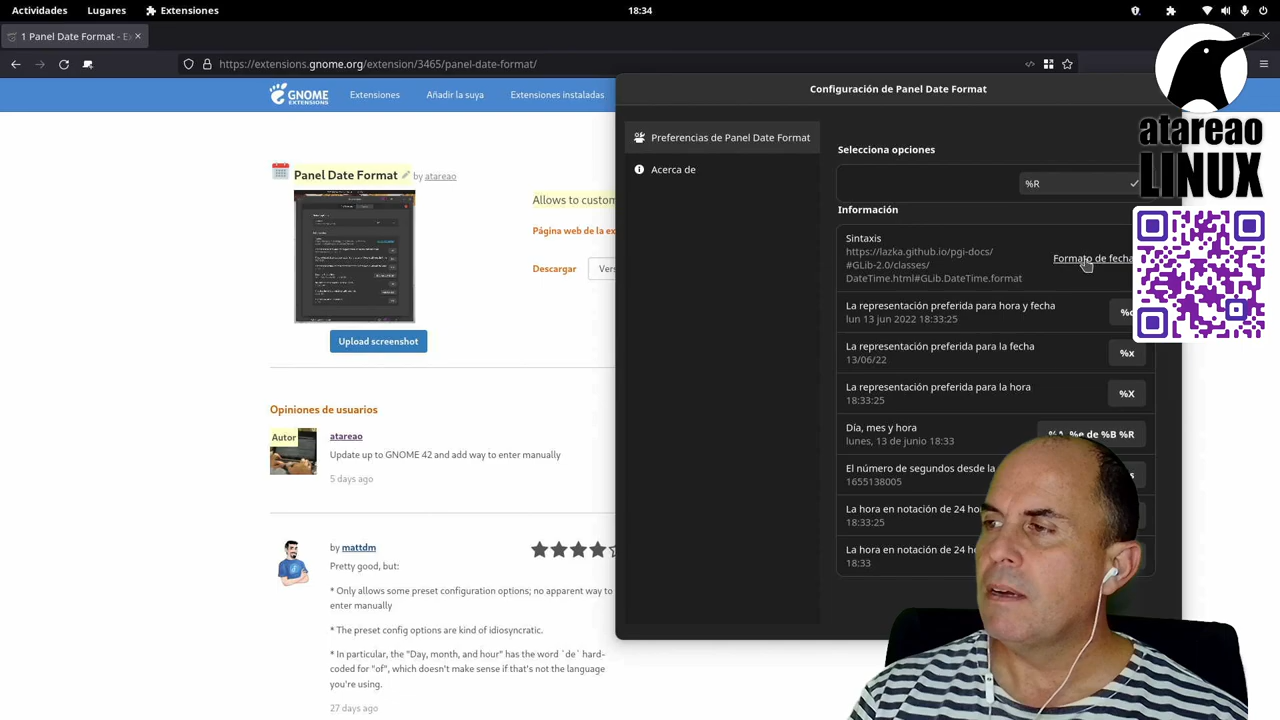 Actividades
Lugares
Extensiones
18:34
1 Panel Date Format - E
https://extensions.gnome.org/extension/3465/panel-date-format/
GNOME
EXTENSIONS
Extensiones
Añadir la suya
Extensiones instaladas
Panel Date Format
by atareao
Allows to custom
Página web de la ex
Descargar
Vers
Upload screenshot
Opiniones de usuarios
Autor
atareao
Update up to GNOME 42 and add way to enter manually
5 days ago
by mattdm
Pretty good, but:
* Only allows some preset configuration options; no apparent way to
enter manually
* The preset config options are kind of idiosyncratic.
* In particular, the "Day, month, and hour" has the word `de` hard-
coded for "of", which doesn't make sense if that's not the language
you're using.
27 days ago
Configuración de Panel Date Format
Preferencias de Panel Date Format
Acerca de
Selecciona opciones
%R
Información
Sintaxis
https://lazka.github.io/pgi-docs/
#GLib-2.0/classes/
DateTime.html#GLib.DateTime.format
Formato de fecha
La representación preferida para hora y fecha
lun 13 jun 2022 18:33:25
La representación preferida para la fecha
13/06/22
%x
La representación preferida para la hora
18:33:25
%X
Día, mes y hora
lunes, 13 de junio 18:33
%A, %e de %B %R
El número de segundos desde la
1655138005
La hora en notación de 24 ho
18:33:25
La hora en notación de 24 h
18:33
atareao
LINUX